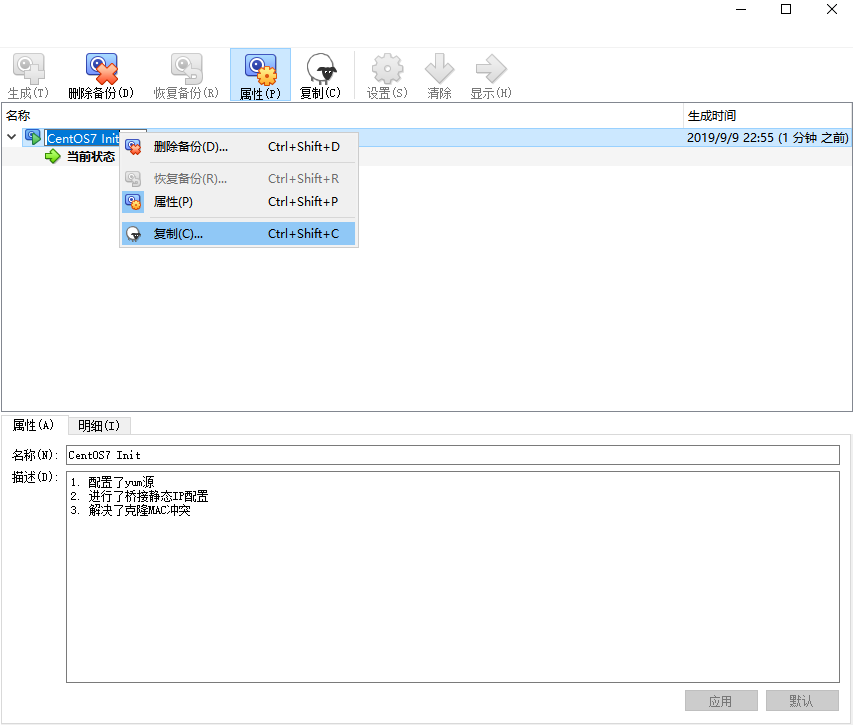 生成(T) 删除备份(D) 恢复备份(R) 属性(P) 复制(C) 设置(S) 清除 显示(H)
名称 生成时间
CentOS7 Init 2019/9/9 22:55 (1 分钟 之前)
当前状态
删除备份(D)... Ctrl+Shift+D
恢复备份(R)... Ctrl+Shift+R
属性(P) Ctrl+Shift+P
复制(C)... Ctrl+Shift+C
属性(A) 明细(I)
名称(N): CentOS7 Init
描述(D): 1. 配置了yum源
2. 进行了桥接静态IP配置
3. 解决了克隆MAC冲突
应用 默认